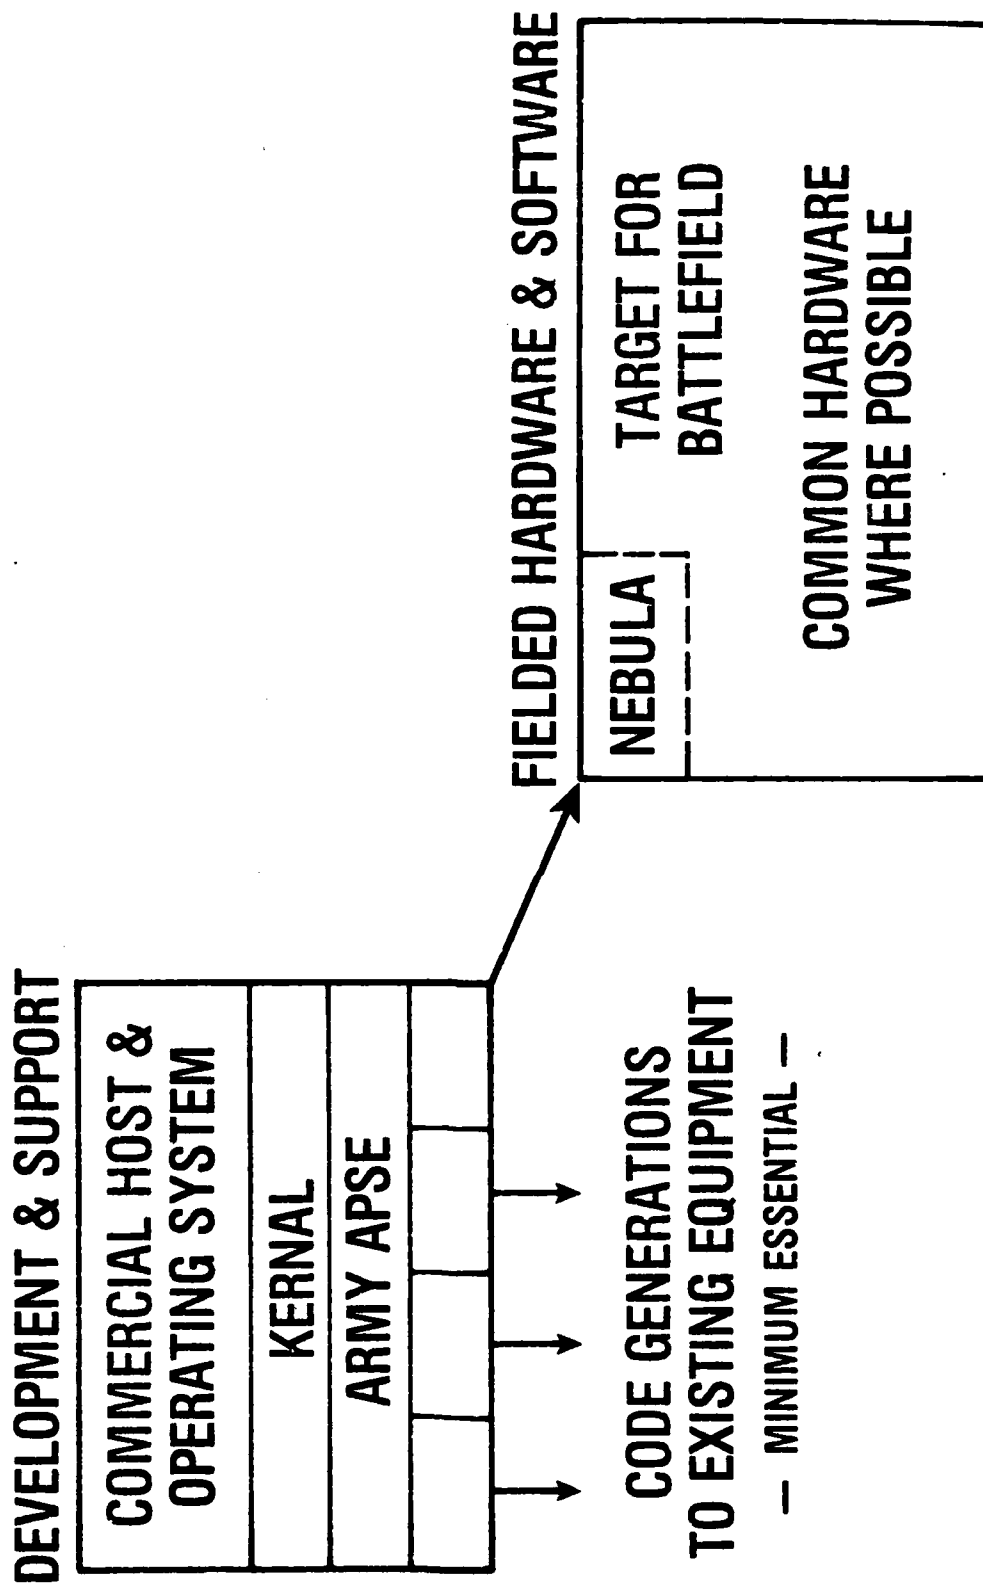 DEVELOPMENT & SUPPORT
COMMERCIAL HOST &
OPERATING SYSTEM
KERNAL
ARMY APSE
CODE GENERATIONS
TO EXISTING EQUIPMENT
— MINIMUM ESSENTIAL —
FIELDED HARDWARE & SOFTWARE
NEBULA
TARGET FOR
BATTLEFIELD
COMMON HARDWARE
WHERE POSSIBLE